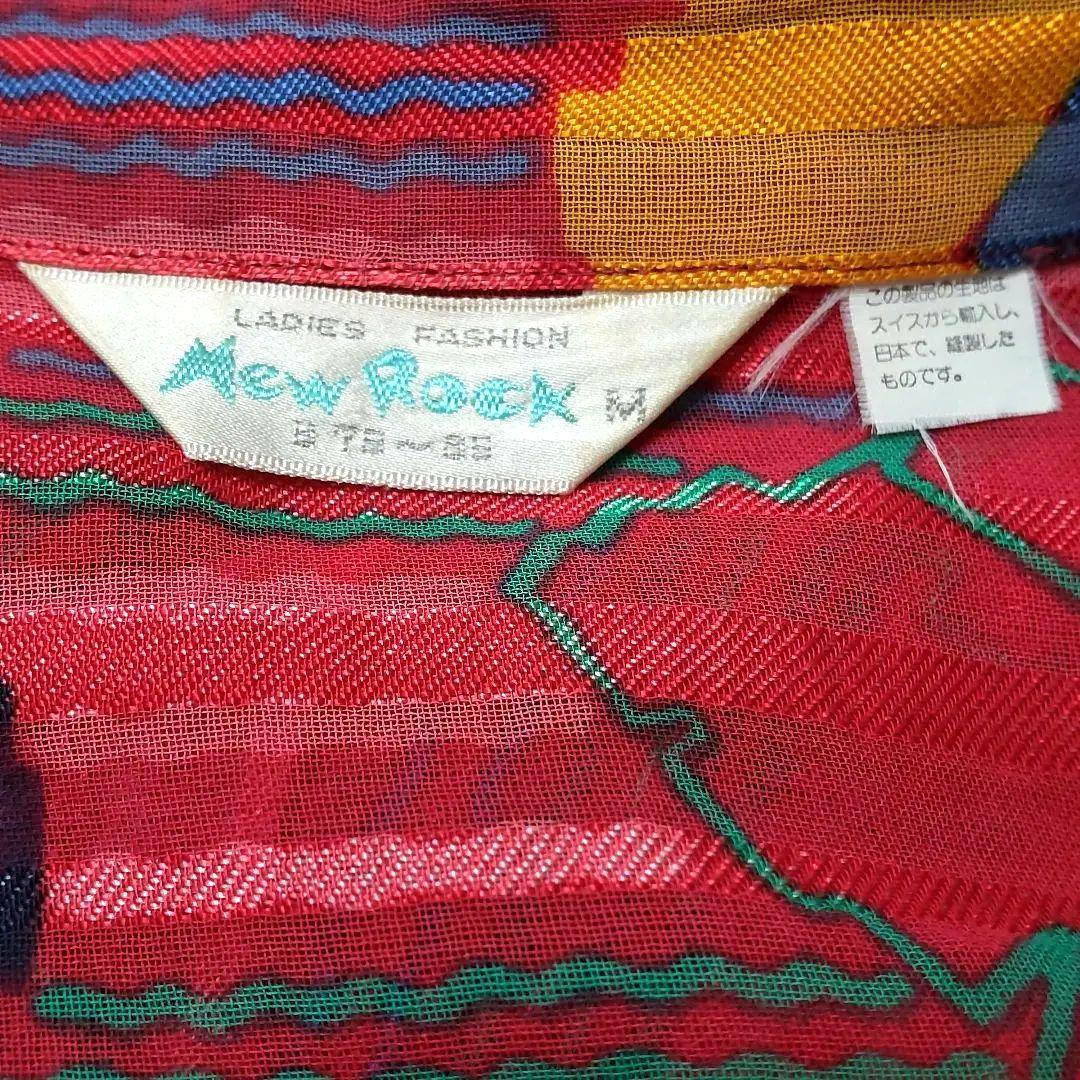 LADIES FASHION
Mew Rock M
この製品の生地は
スイスから輸入し、
日本で、縫製した
ものです。